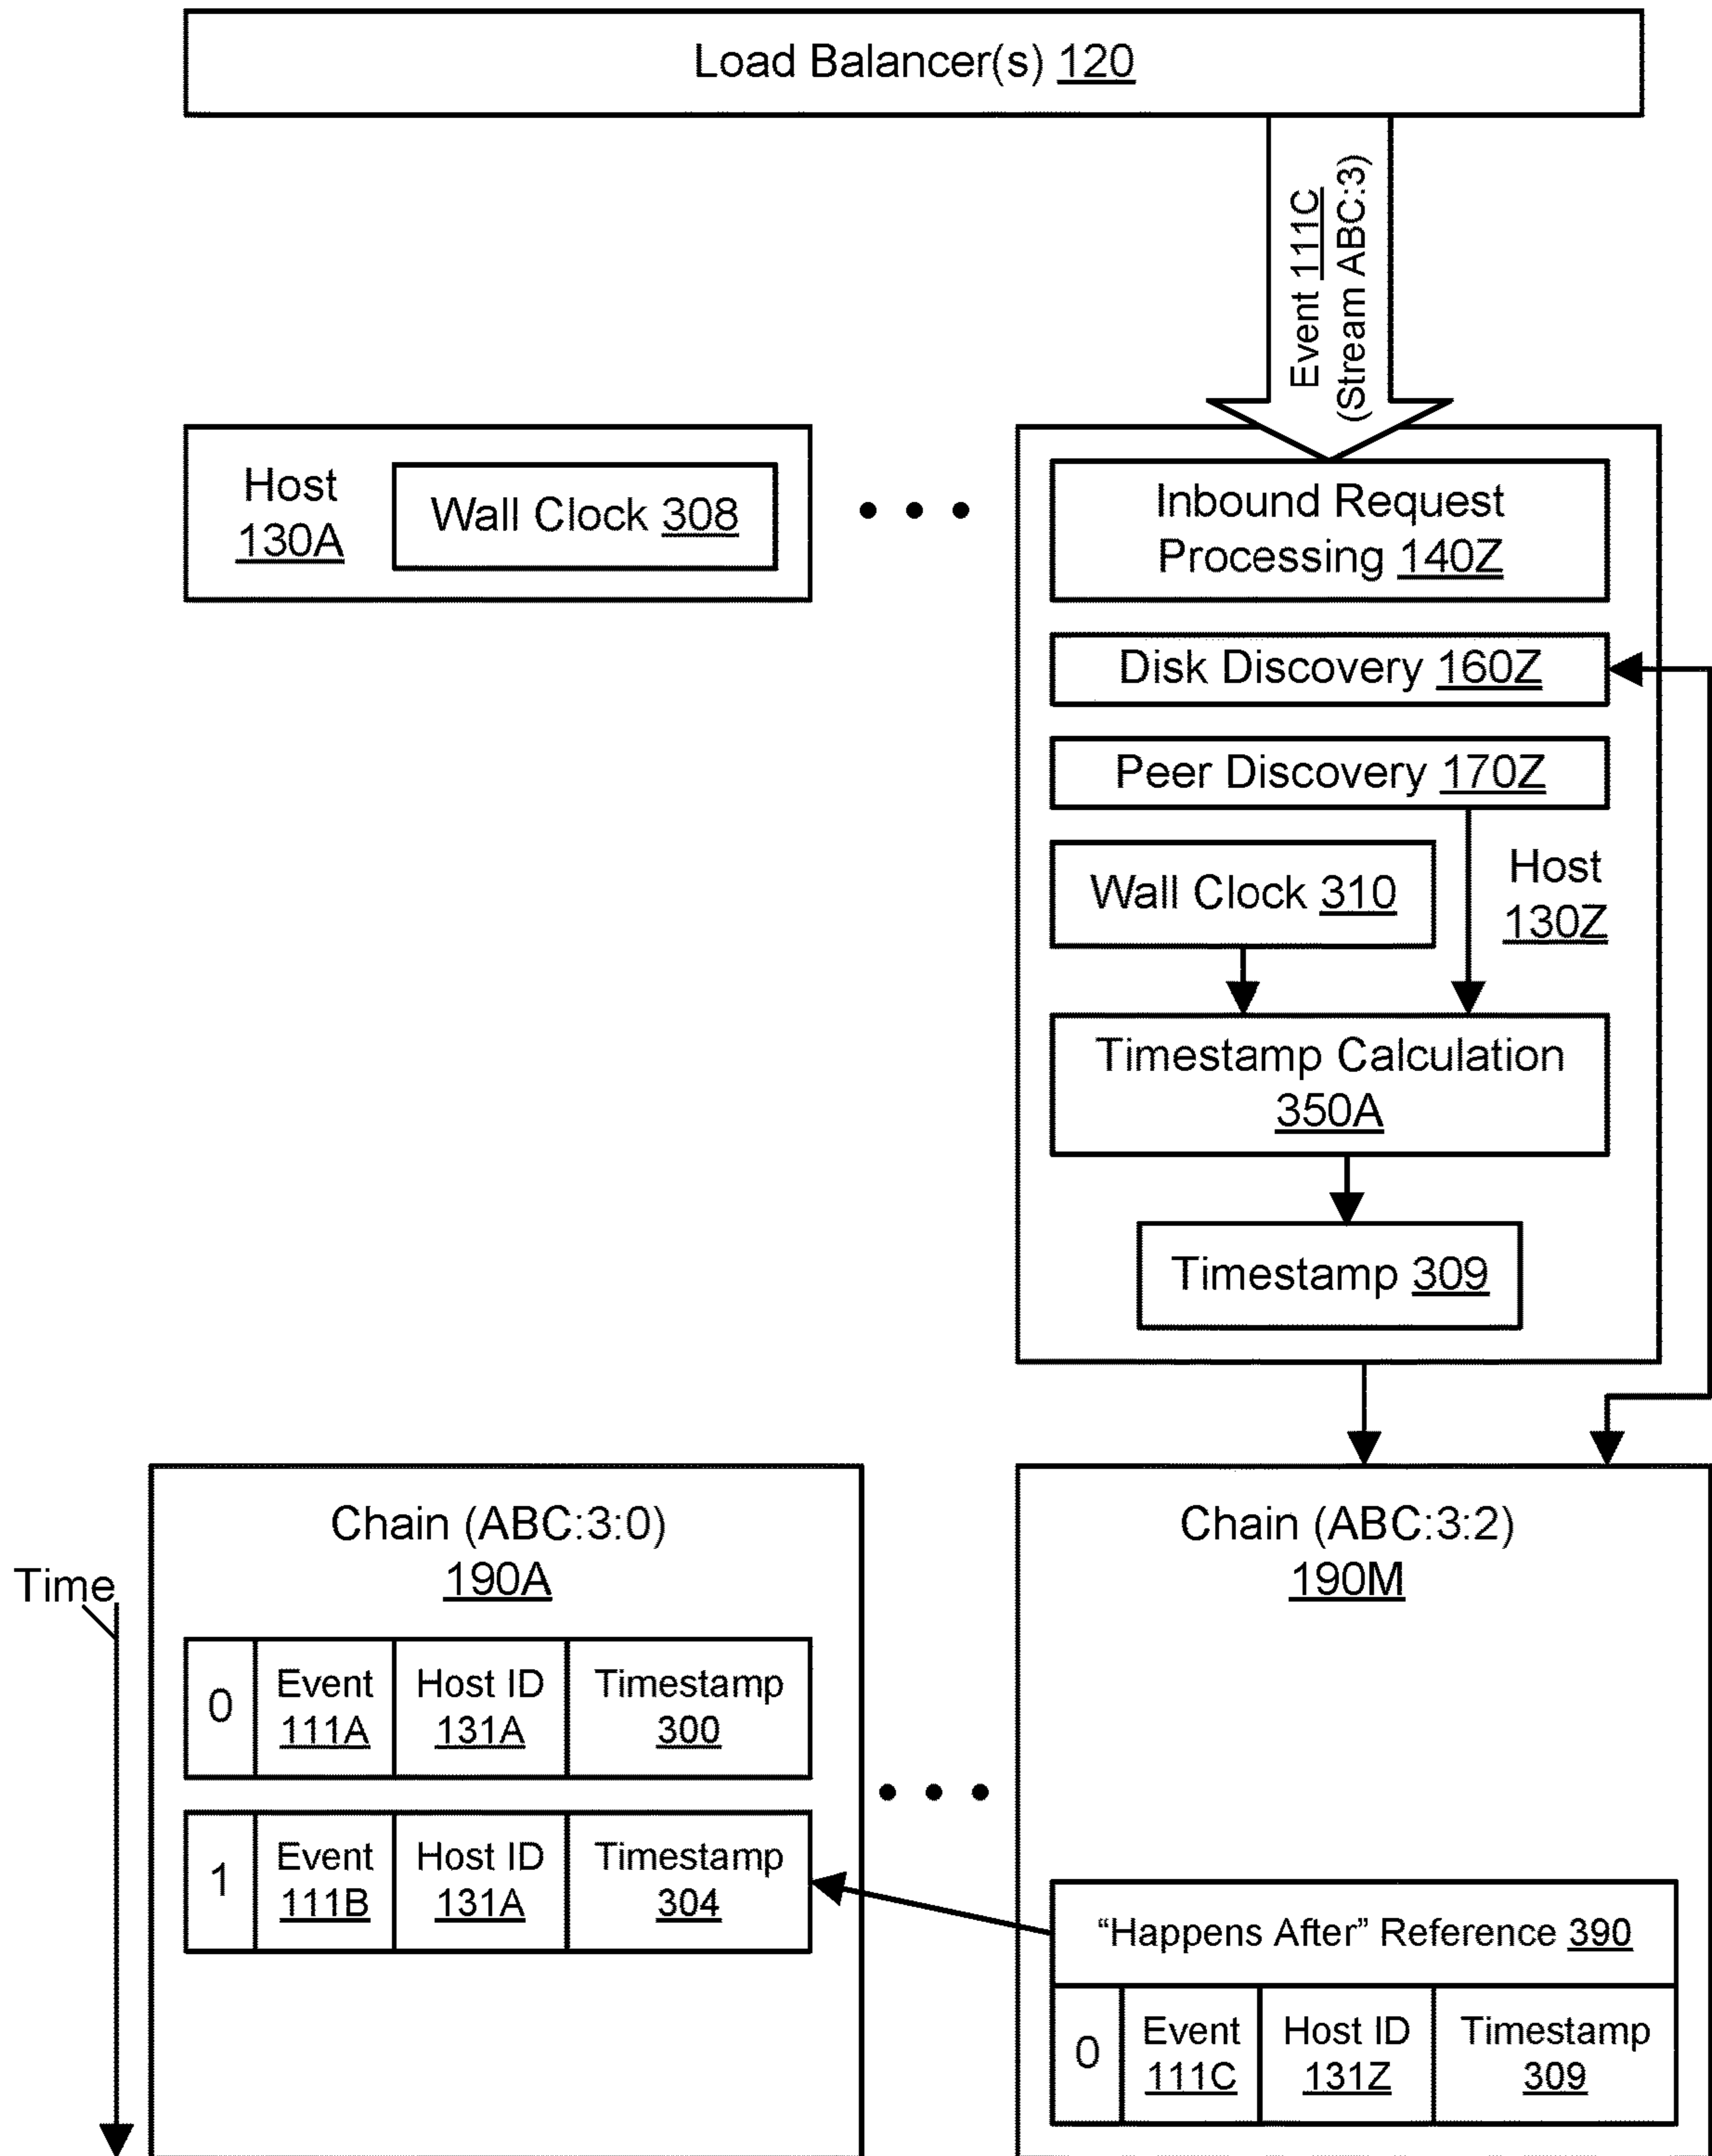 Load Balancer(s) 120
Event 111C
(Stream ABC:3)
Host
130A
Wall Clock 308
Inbound Request
Processing 140Z
Disk Discovery 160Z
Peer Discovery 170Z
Wall Clock 310
Host
130Z
Timestamp Calculation
350A
Timestamp 309
Time
Chain (ABC:3:0)
190A
0
Event
111A
Host ID
131A
Timestamp
300
1
Event
111B
Host ID
131A
Timestamp
304
Chain (ABC:3:2)
190M
“Happens After” Reference 390
0
Event
111C
Host ID
131Z
Timestamp
309